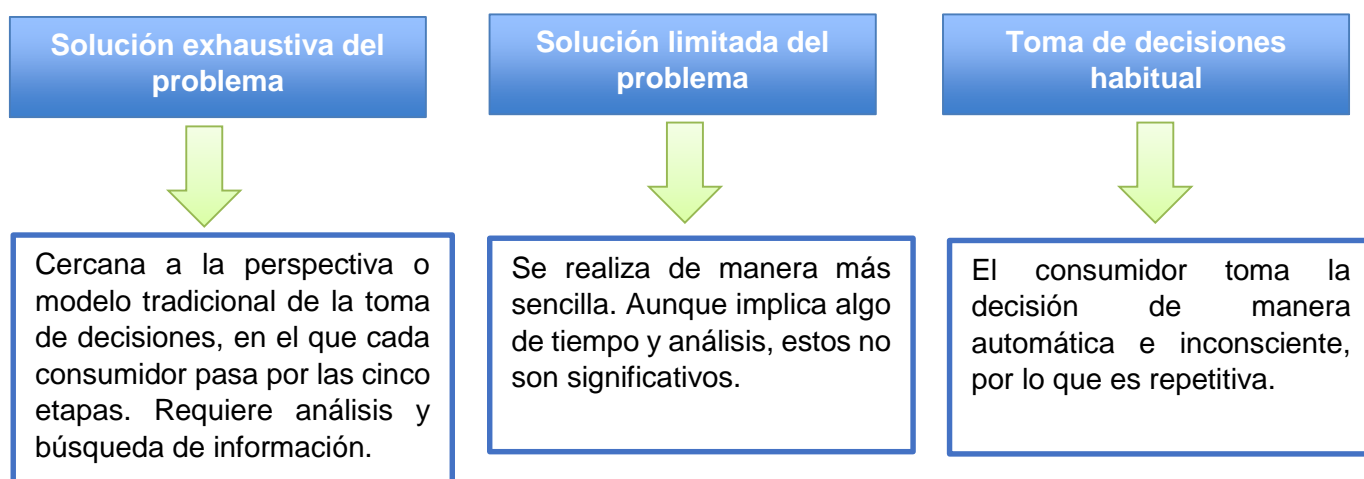 Solución exhaustiva del
problema
Cercana a la perspectiva o
modelo tradicional de la toma
de decisiones, en el que cada
consumidor pasa por las cinco
etapas. Requiere análisis y
búsqueda de información.
Solución limitada del
problema
Se realiza de manera más
sencilla. Aunque implica algo
de tiempo y análisis, estos no
son significativos.
Toma de decisiones
habitual
El consumidor toma la
decisión de manera
automática e inconsciente,
por lo que es repetitiva.